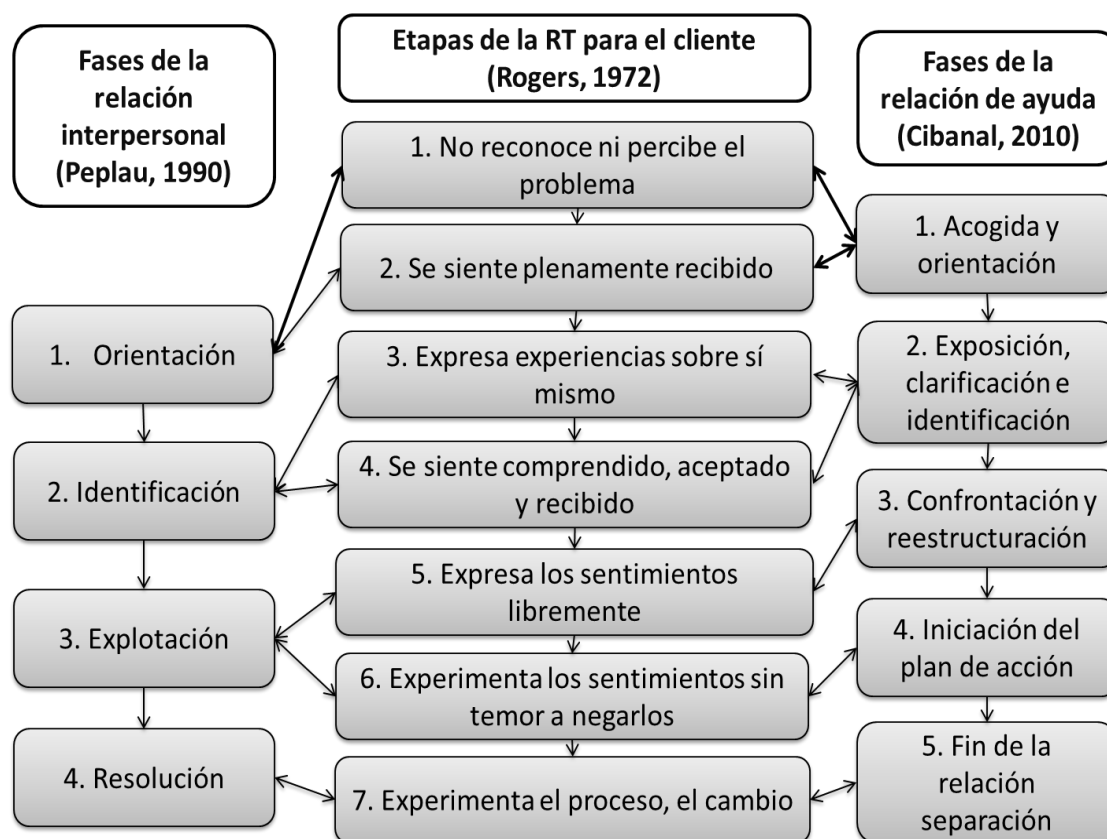 Fases de la
relación
interpersonal
(Peplau, 1990)
1. Orientación
2. Identificación
3. Explotación
4. Resolución
Etapas de la RT para el cliente
(Rogers, 1972)
1. No reconoce ni percibe el
problema
2. Se siente plenamente recibido
3. Expresa experiencias sobre sí
mismo
4. Se siente comprendido, aceptado
y recibido
5. Expresa los sentimientos
libremente
6. Experimenta los sentimientos sin
temor a negarlos
7. Experimenta el proceso, el cambio
Fases de la
relación de ayuda
(Cibanal, 2010)
1. Acogida y
orientación
2. Exposición,
clarificación e
identificación
3. Confrontación y
reestructuración
4. Iniciación del
plan de acción
5. Fin de la
relación
separación